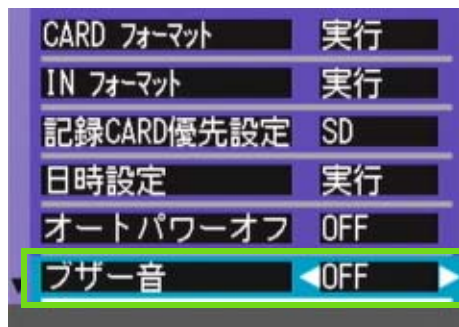 CARD フォーマット 実行
IN フォーマット 実行
記録CARD優先設定 SD
日時設定 実行
オートパワーオフ OFF
ブザー音 OFF